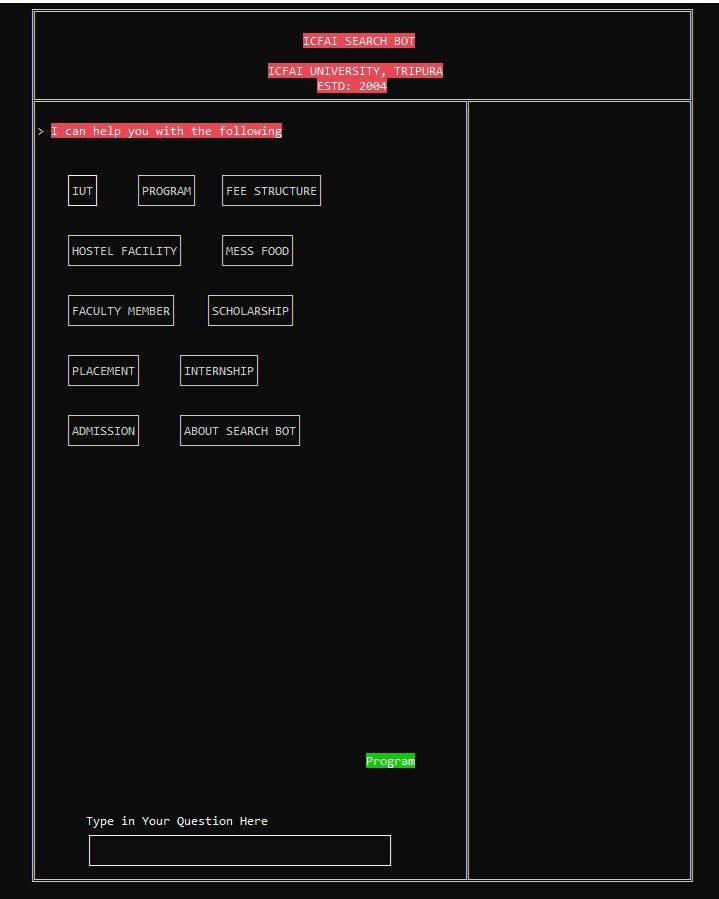 ICFAI SEARCH BOT
ICFAI UNIVERSITY, TRIPURA
ESTD: 2004
> I can help you with the following
IUT PROGRAM FEE STRUCTURE
HOSTEL FACILITY MESS FOOD
FACULTY MEMBER SCHOLARSHIP
PLACEMENT INTERNSHIP
ADMISSION ABOUT SEARCH BOT
Program
Type in Your Question Here